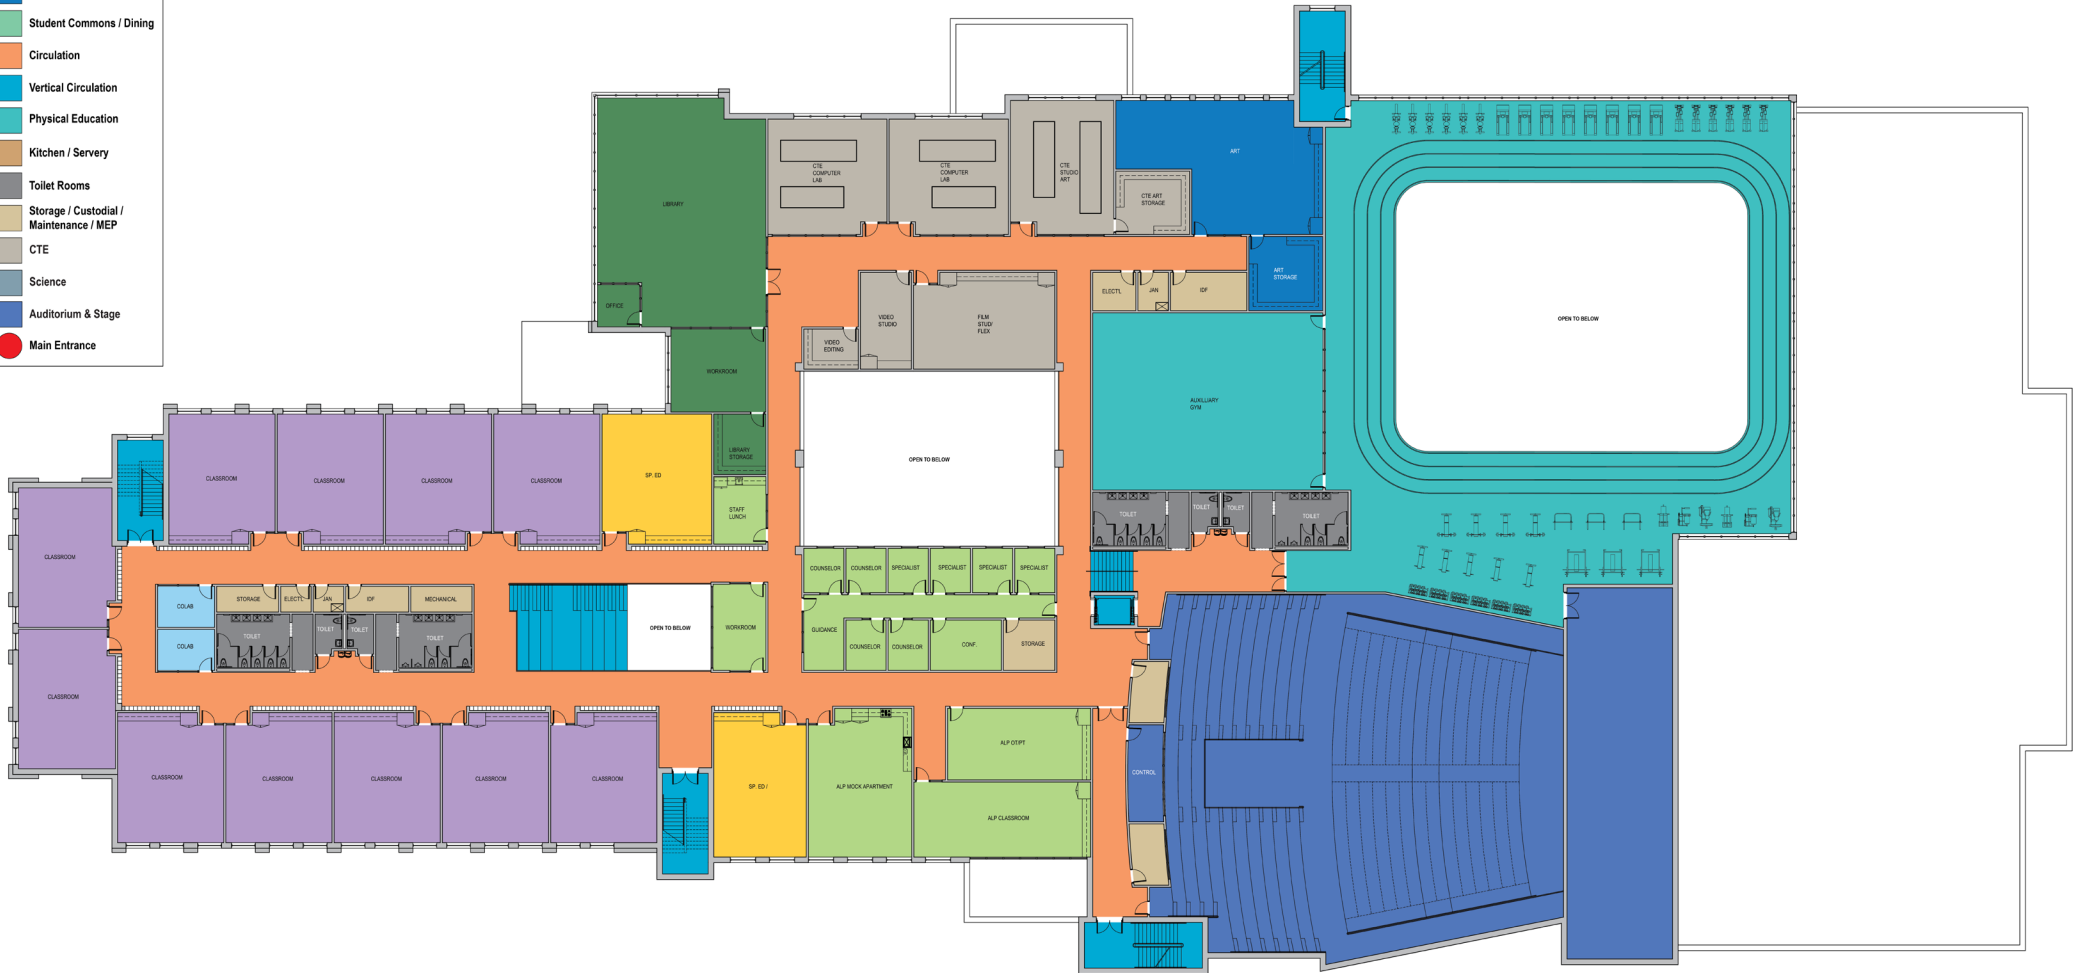 Student Commons / Dining
Circulation
Vertical Circulation
Physical Education
Kitchen / Servery
Toilet Rooms
Storage / Custodial /
Maintenance / MEP
CTE
Science
Auditorium & Stage
Main Entrance
LIBRARY
OFFICE
WORKROOM
LIBRARY
STORAGE
STAFF
LUNCH
CTE
COMPUTER
LAB
CTE
COMPUTER
LAB
CTE
STUDIO
ART
CTE ART
STORAGE
ART
ART
STORAGE
ELECT'L
JAN
IDF
VIDEO
STUDIO
VIDEO
EDITING
FILM
STUD/
FLEX
OPEN TO BELOW
AUXILLIARY
GYM
OPEN TO BELOW
TOILET
TOILET
TOILET
TOILET
CLASSROOM
CLASSROOM
CLASSROOM
CLASSROOM
SP. ED
CLASSROOM
CLASSROOM
COLAB
COLAB
STORAGE
ELECT'L
JAN
IDF
MECHANICAL
TOILET
TOILET
TOILET
TOILET
OPEN TO BELOW
WORKROOM
COUNSELOR
COUNSELOR
SPECIALIST
SPECIALIST
SPECIALIST
SPECIALIST
GUIDANCE
COUNSELOR
COUNSELOR
CONF.
STORAGE
CLASSROOM
CLASSROOM
CLASSROOM
CLASSROOM
CLASSROOM
SP. ED /
ALP MOCK APARTMENT
ALP OT/PT
ALP CLASSROOM
CONTROL